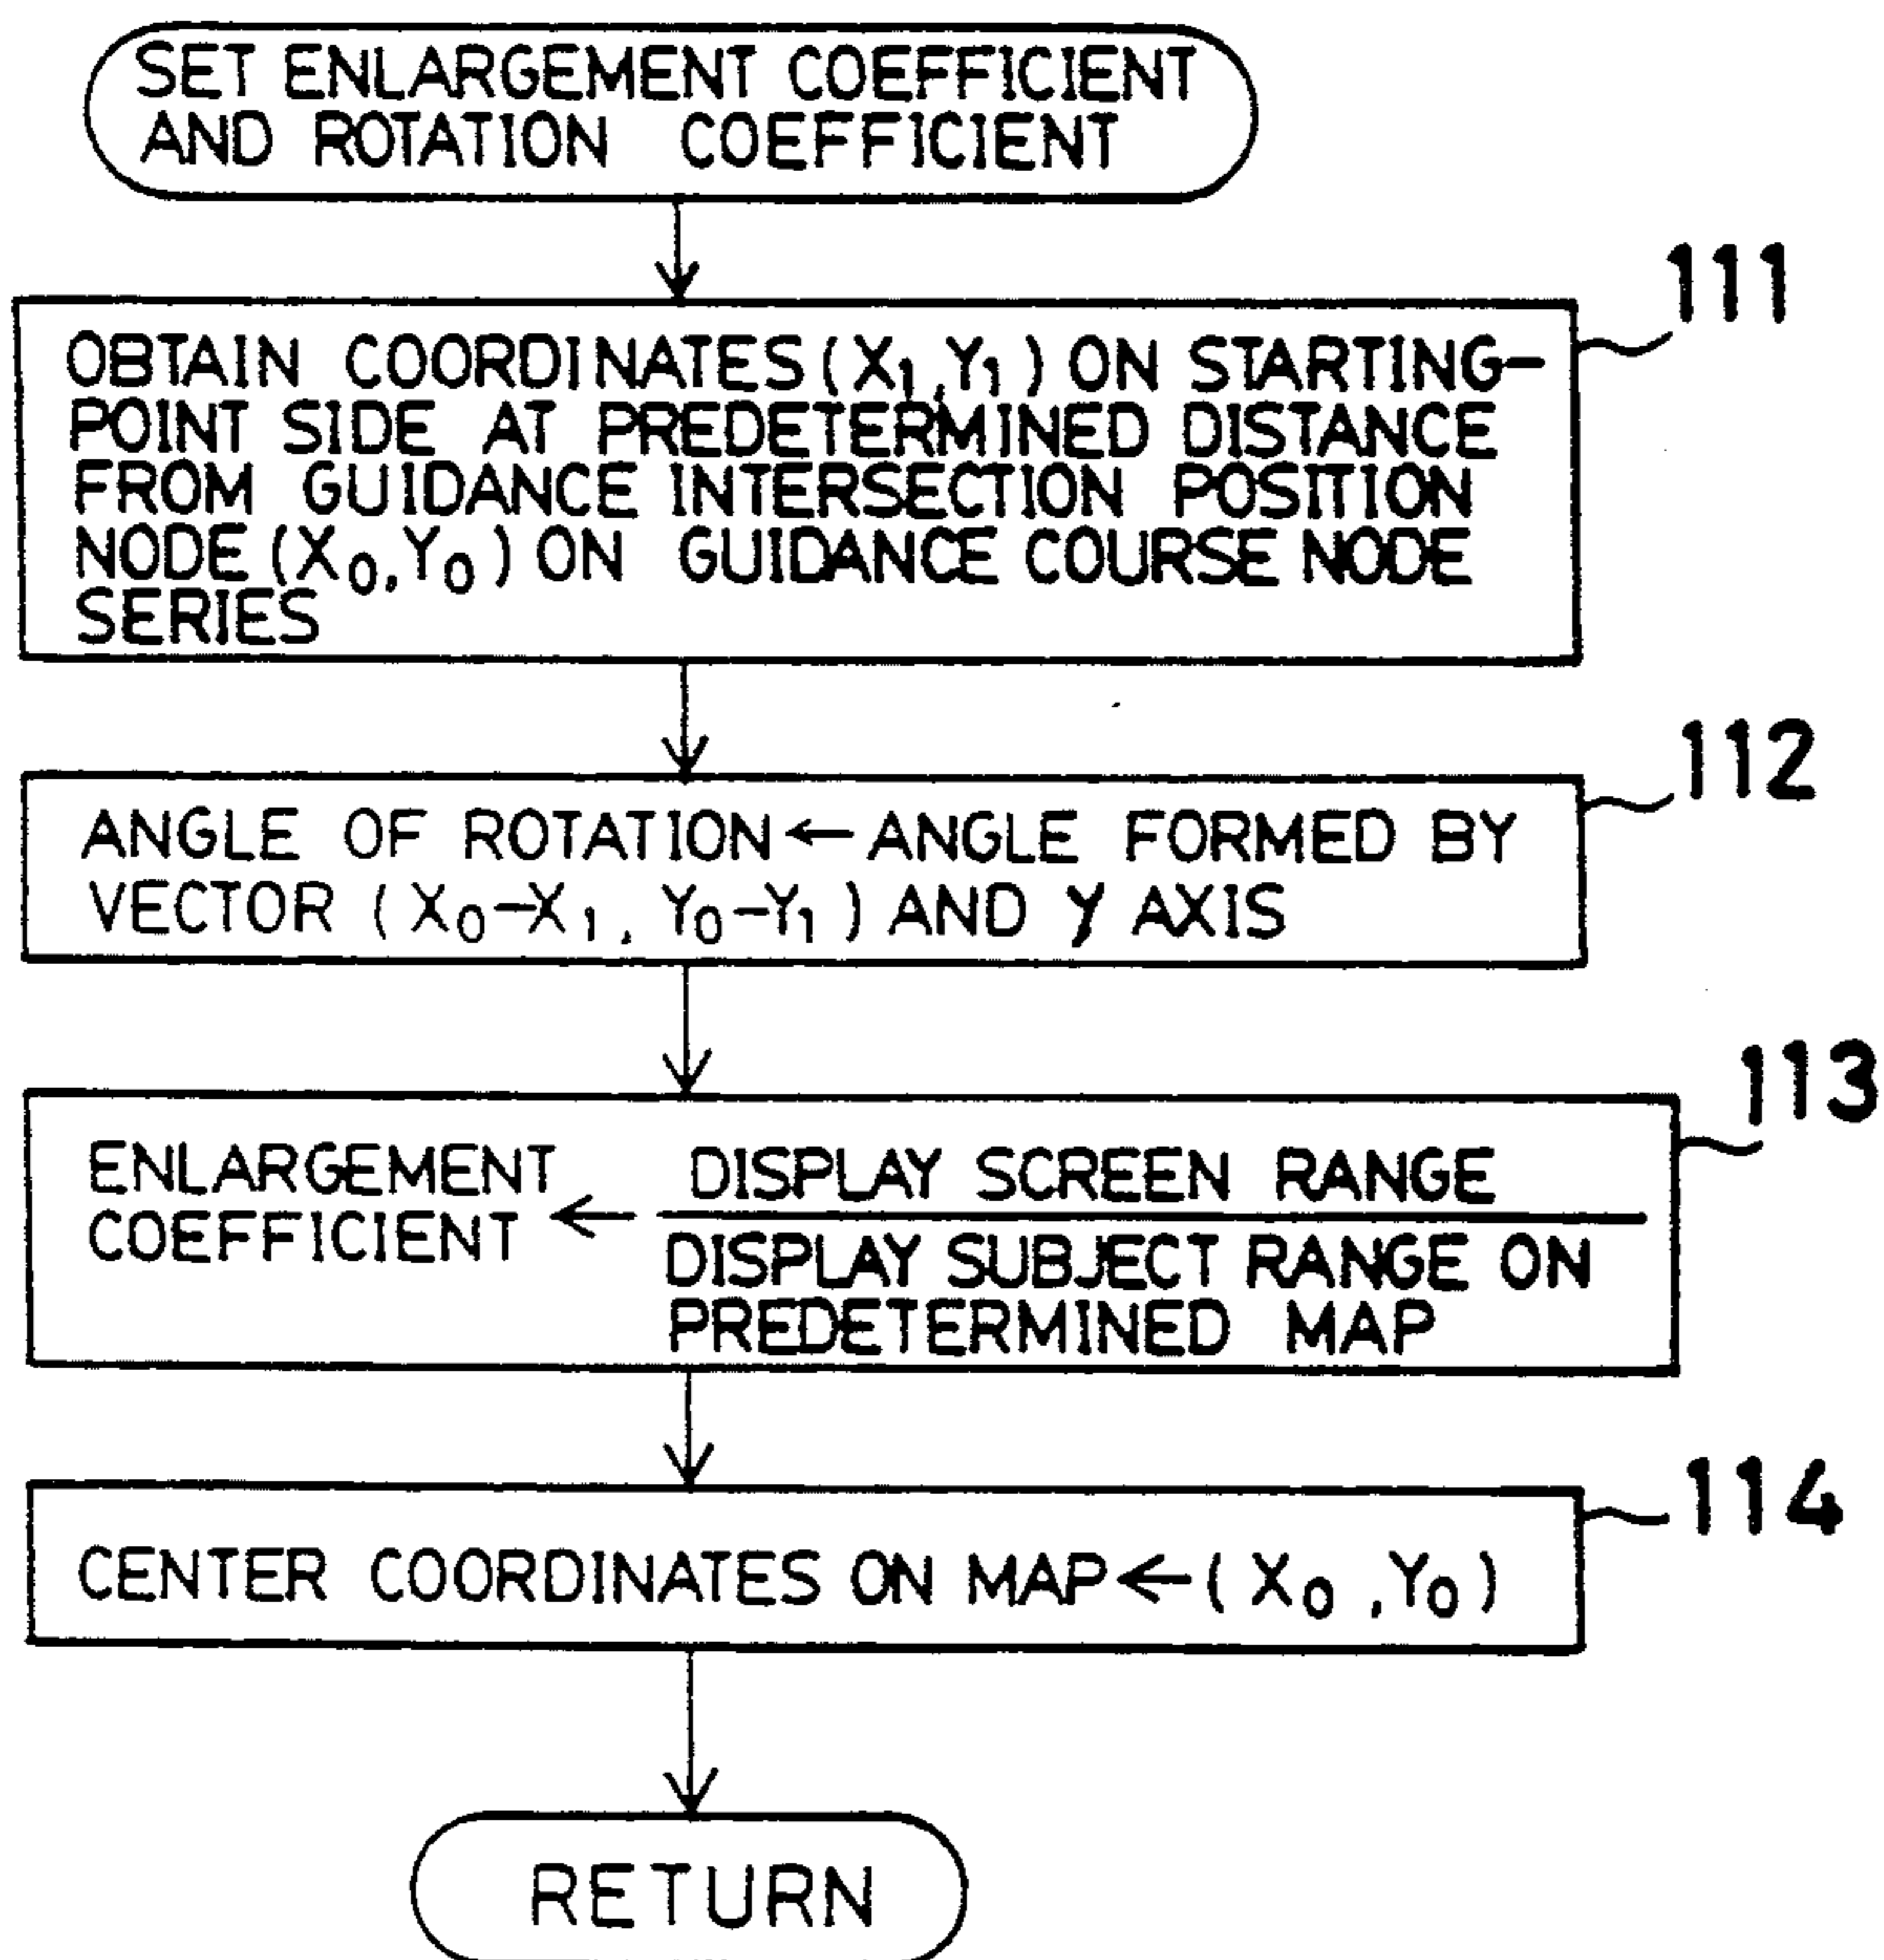 SET ENLARGEMENT COEFFICIENT
AND ROTATION COEFFICIENT
111
OBTAIN COORDINATES (X₁,Y₁) ON STARTING-
POINT SIDE AT PREDETERMINED DISTANCE
FROM GUIDANCE INTERSECTION POSITION
NODE (X₀,Y₀) ON GUIDANCE COURSE NODE
SERIES
112
ANGLE OF ROTATION ← ANGLE FORMED BY
VECTOR (X₀−X₁, Y₀−Y₁) AND Y AXIS
113
ENLARGEMENT
COEFFICIENT ←
DISPLAY SCREEN RANGE
DISPLAY SUBJECT RANGE ON
PREDETERMINED MAP
114
CENTER COORDINATES ON MAP ← (X₀,Y₀)
RETURN